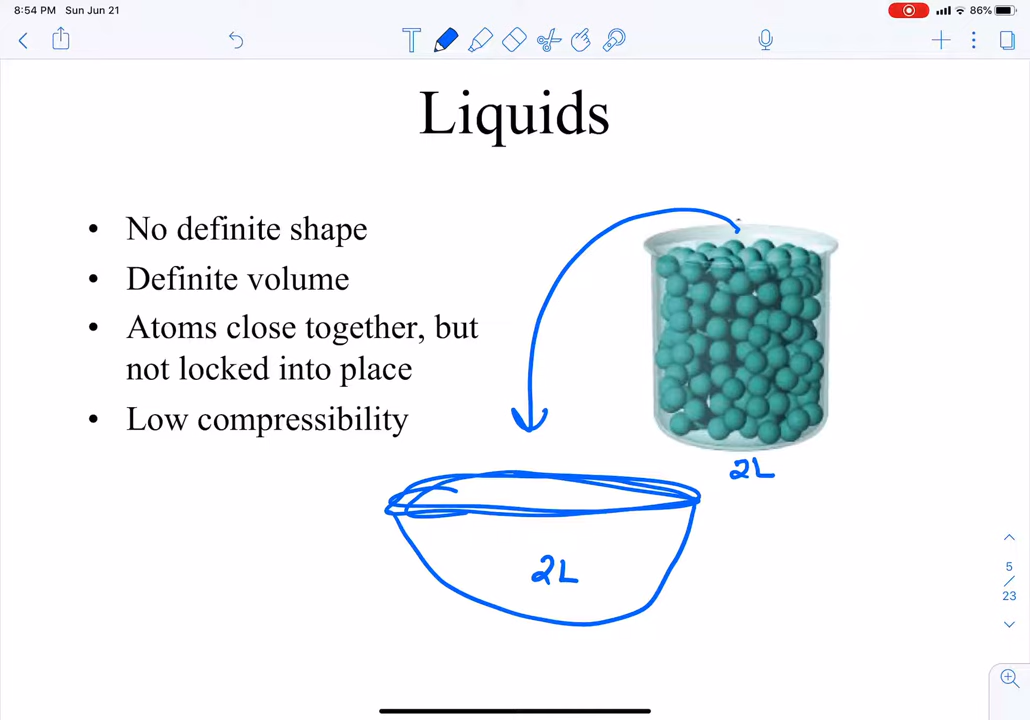 8:54 PM Sun Jun 21
86%
T
Liquids
• No definite shape
• Definite volume
• Atoms close together, but
not locked into place
• Low compressibility
2L
2L
5
/
23